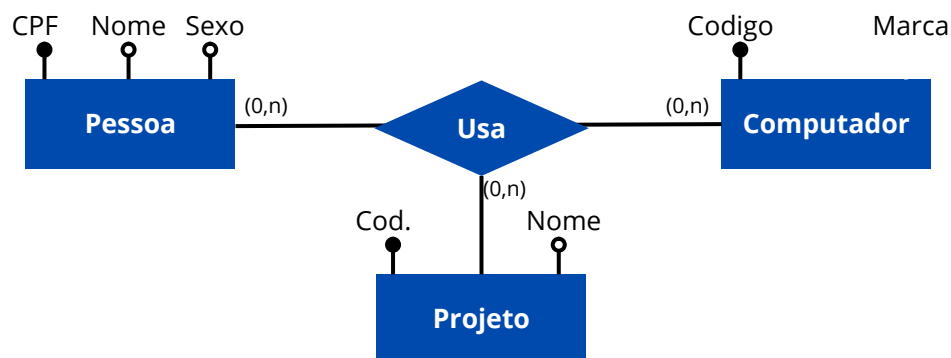 CPF Nome Sexo Codigo Marca
(0,n) (0,n)
Pessoa Usa Computador
(0,n)
Cod. Nome
Projeto